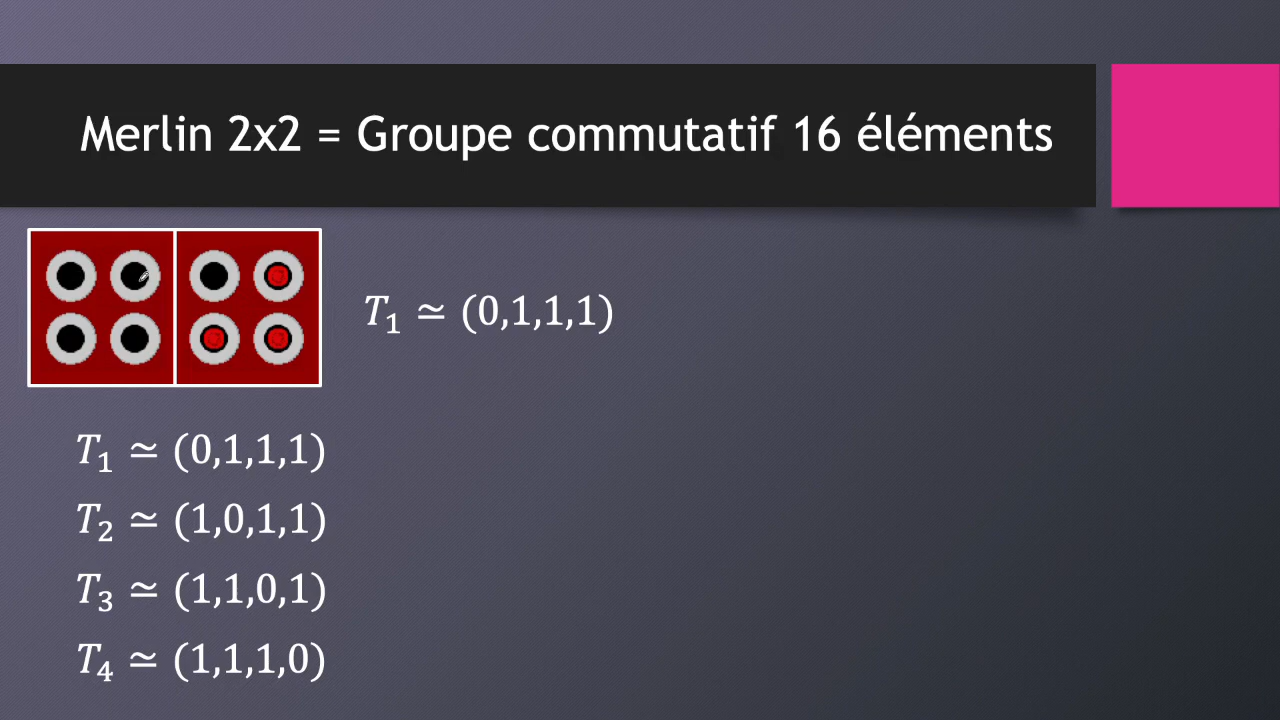 Merlin 2x2 = Groupe commutatif 16 éléments
T₁ ≃ (0,1,1,1)
T₁ ≃ (0,1,1,1)
T₂ ≃ (1,0,1,1)
T₃ ≃ (1,1,0,1)
T₄ ≃ (1,1,1,0)